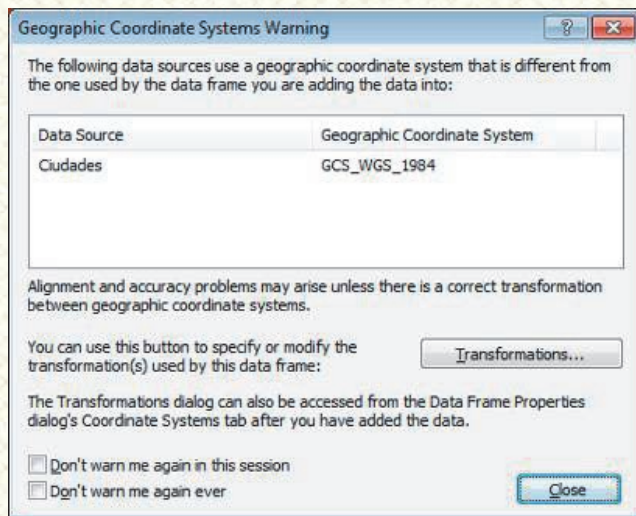 Geographic Coordinate Systems Warning
The following data sources use a geographic coordinate system that is different from
the one used by the data frame you are adding the data into:
Data Source Geographic Coordinate System
Ciudades GCS_WGS_1984
Alignment and accuracy problems may arise unless there is a correct transformation
between geographic coordinate systems.
You can use this button to specify or modify the
transformation(s) used by this data frame:
Transformations...
The Transformations dialog can also be accessed from the Data Frame Properties
dialog's Coordinate Systems tab after you have added the data.
Don't warn me again in this session
Don't warn me again ever
Close